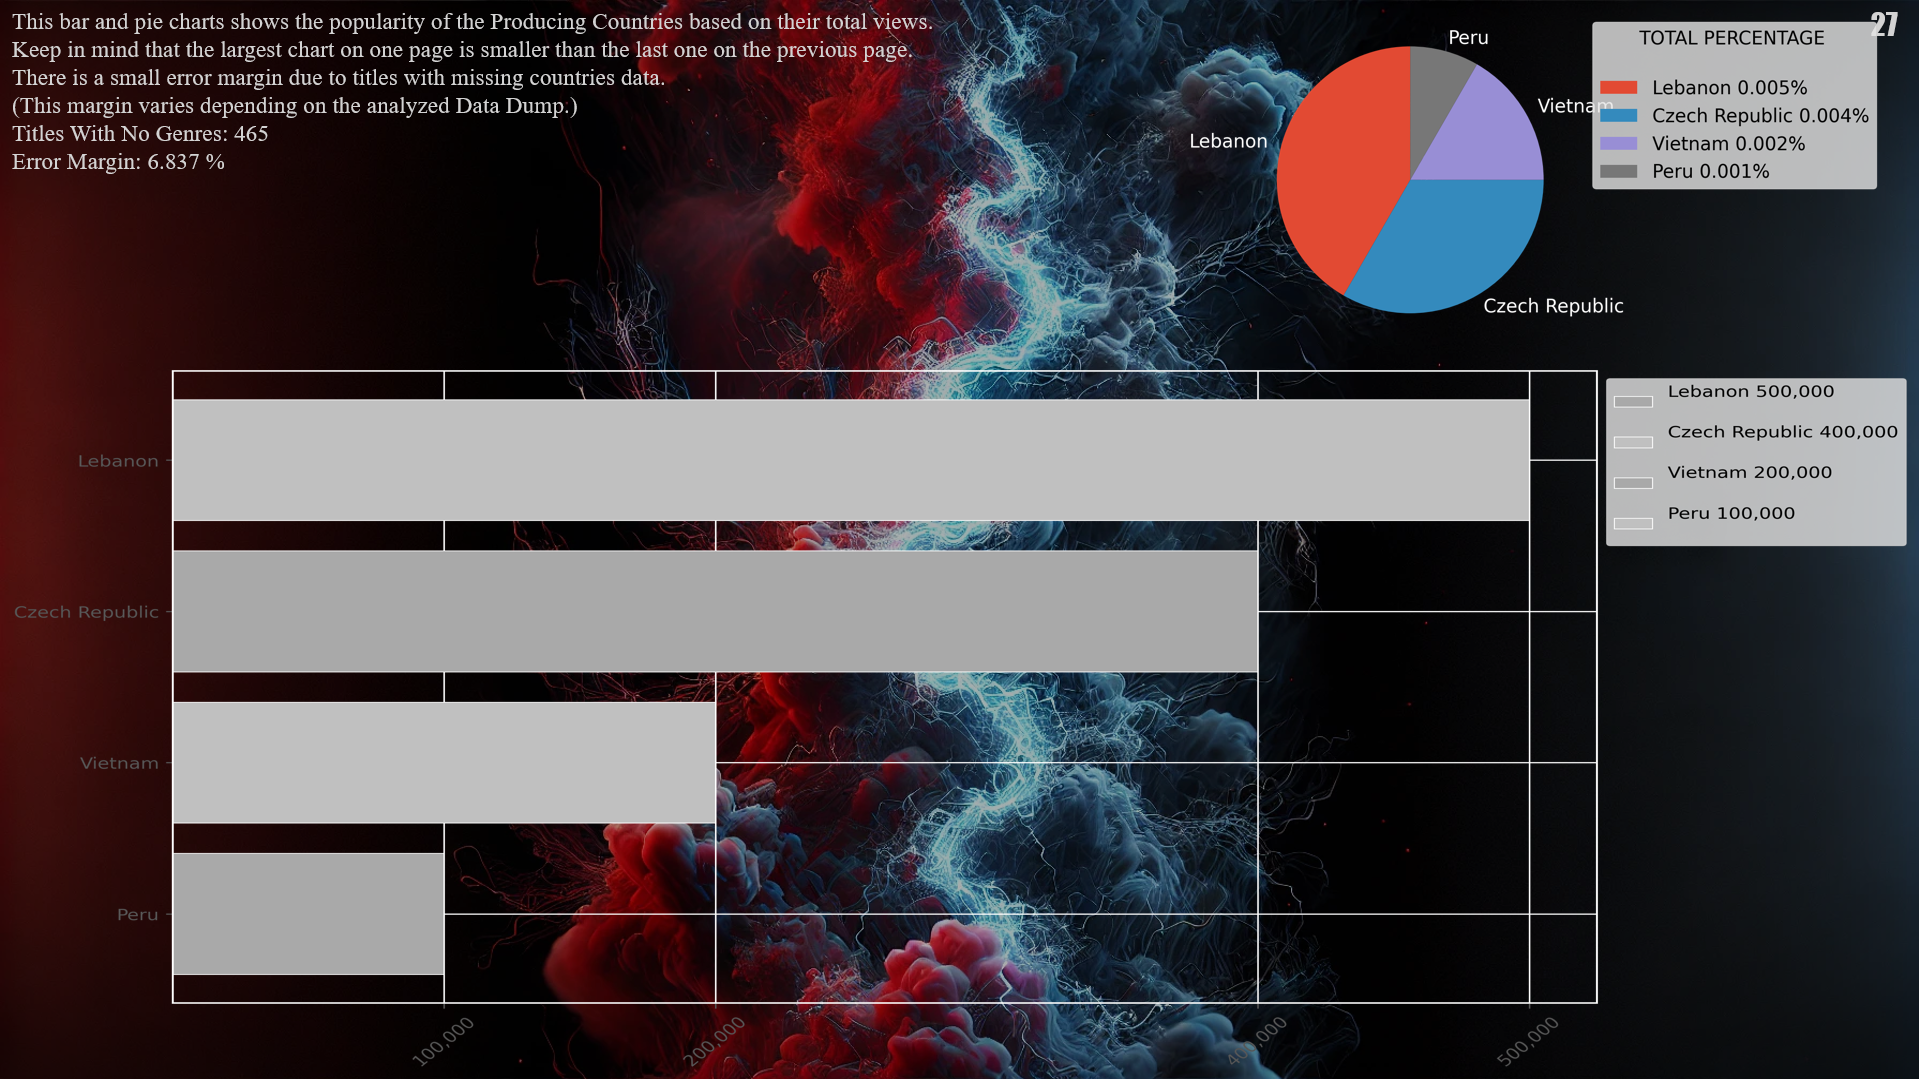 This bar and pie charts shows the popularity of the Producing Countries based on their total views.
Keep in mind that the largest chart on one page is smaller than the last one on the previous page.
There is a small error margin due to titles with missing countries data.
(This margin varies depending on the analyzed Data Dump.)
Titles With No Genres: 465
Error Margin: 6.837 %
Peru
Vietnam
Lebanon
Czech Republic
27
TOTAL PERCENTAGE
Lebanon 0.005%
Czech Republic 0.004%
Vietnam 0.002%
Peru 0.001%
Lebanon
Czech Republic
Vietnam
Peru
100,000
200,000
400,000
500,000
Lebanon 500,000
Czech Republic 400,000
Vietnam 200,000
Peru 100,000